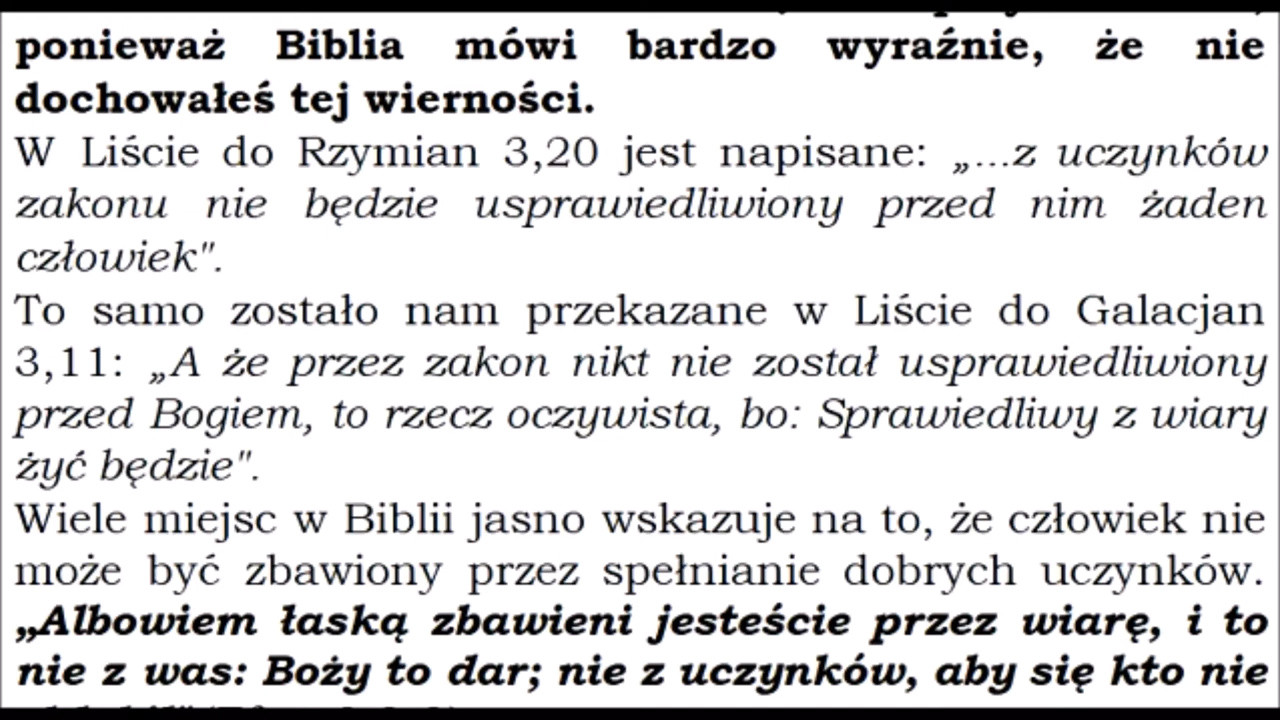 ponieważ Biblia mówi bardzo wyraźnie, że nie
dochowałeś tej wierności.
W Liście do Rzymian 3,20 jest napisane: „...z uczynków
zakonu nie będzie usprawiedliwiony przed nim żaden
człowiek".
To samo zostało nam przekazane w Liście do Galacjan
3,11: „A że przez zakon nikt nie został usprawiedliwiony
przed Bogiem, to rzecz oczywista, bo: Sprawiedliwy z wiary
żyć będzie".
Wiele miejsc w Biblii jasno wskazuje na to, że człowiek nie
może być zbawiony przez spełnianie dobrych uczynków.
„Albowiem łaską zbawieni jesteście przez wiarę, i to
nie z was: Boży to dar; nie z uczynków, aby się kto nie